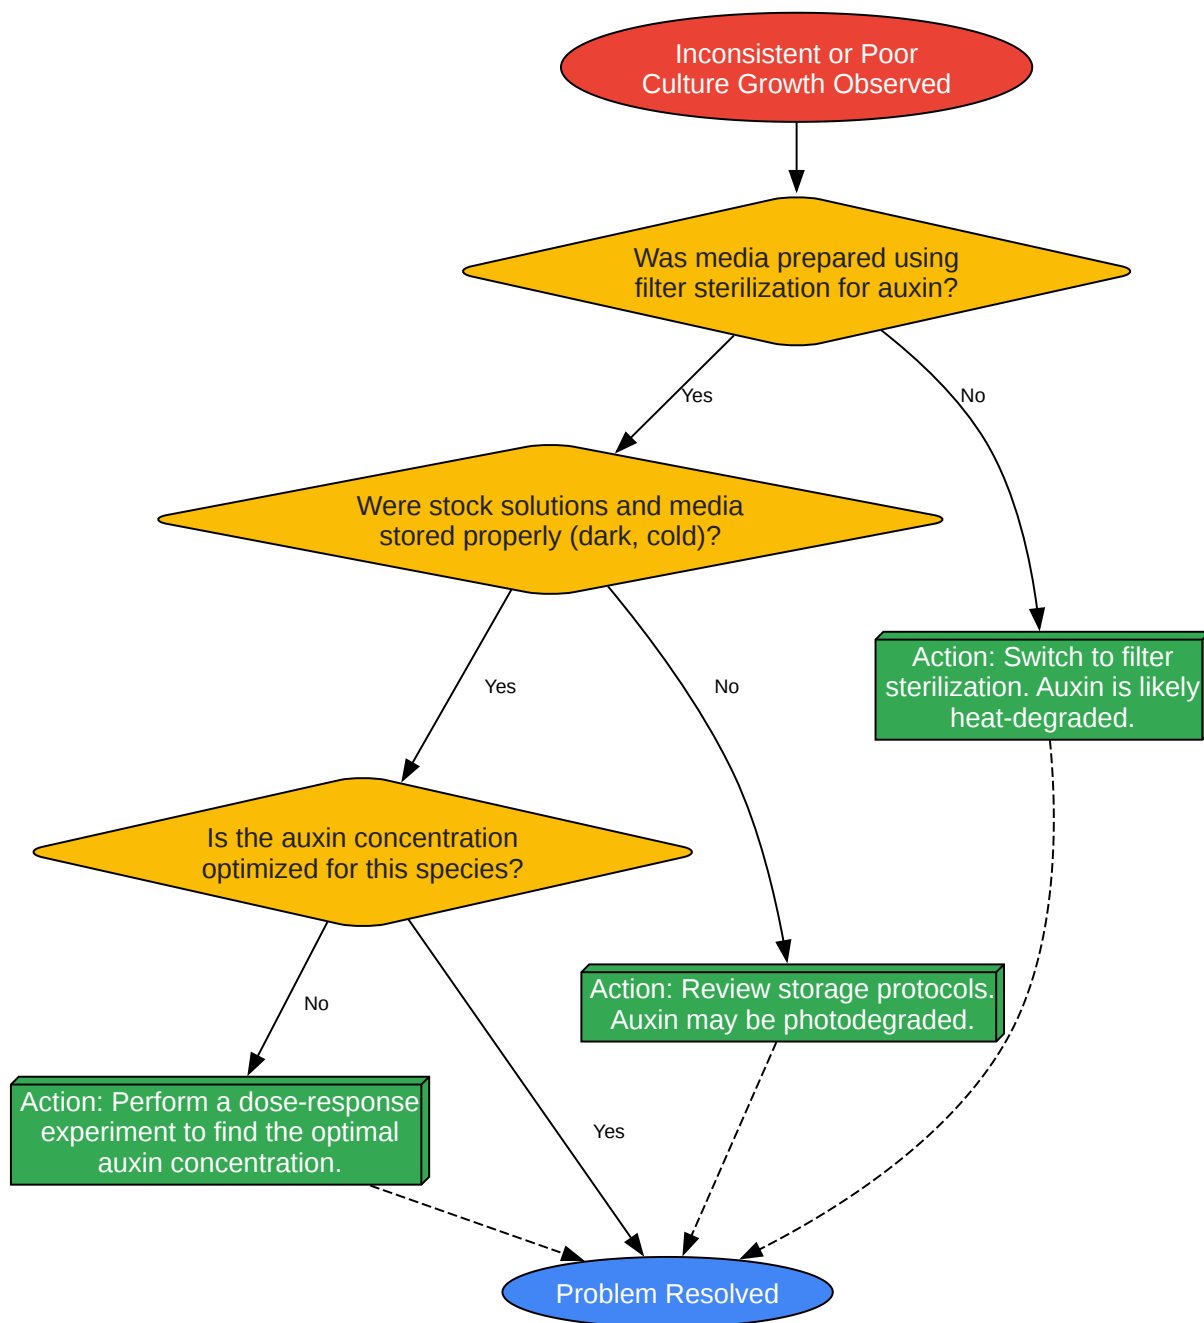 Inconsistent or Poor
Culture Growth Observed
Was media prepared using
filter sterilization for auxin?
Yes
No
Were stock solutions and media
stored properly (dark, cold)?
Action: Switch to filter
sterilization. Auxin is likely
heat-degraded.
Yes
No
Is the auxin concentration
optimized for this species?
Action: Review storage protocols.
Auxin may be photodegraded.
No
Action: Perform a dose-response
experiment to find the optimal
auxin concentration.
Yes
Problem Resolved